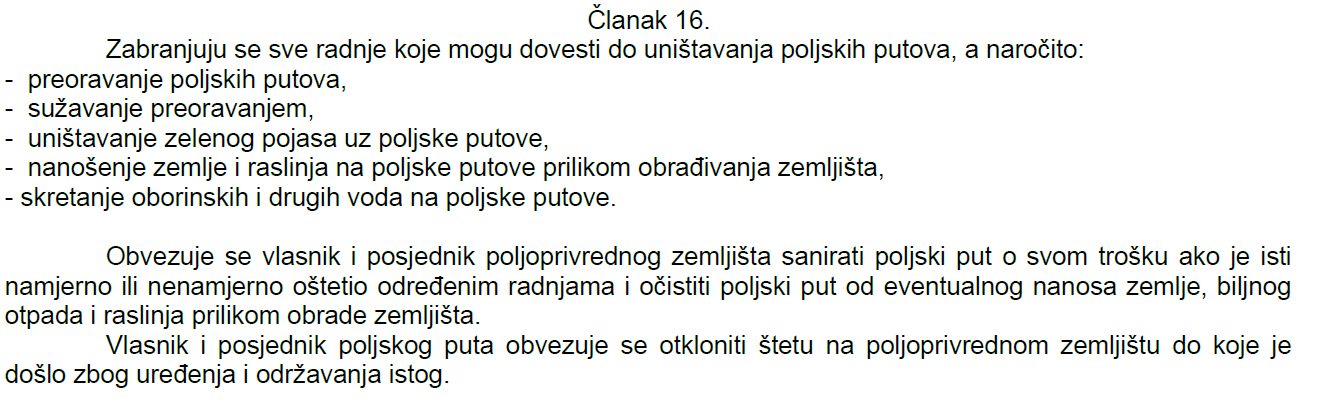 Članak 16.
Zabranjuju se sve radnje koje mogu dovesti do uništavanja poljskih putova, a naročito:
- preoravanje poljskih putova,
- sužavanje preoravanjem,
- uništavanje zelenog pojasa uz poljske putove,
- nanošenje zemlje i raslinja na poljske putove prilikom obrađivanja zemljišta,
- skretanje oborinskih i drugih voda na poljske putove.
Obvezuje se vlasnik i posjednik poljoprivrednog zemljišta sanirati poljski put o svom trošku ako je isti
namjerno ili nenamjerno oštetio određenim radnjama i očistiti poljski put od eventualnog nanosa zemlje, biljnog
otpada i raslinja prilikom obrade zemljišta.
Vlasnik i posjednik poljskog puta obvezuje se otkloniti štetu na poljoprivrednom zemljištu do koje je
došlo zbog uređenja i održavanja istog.